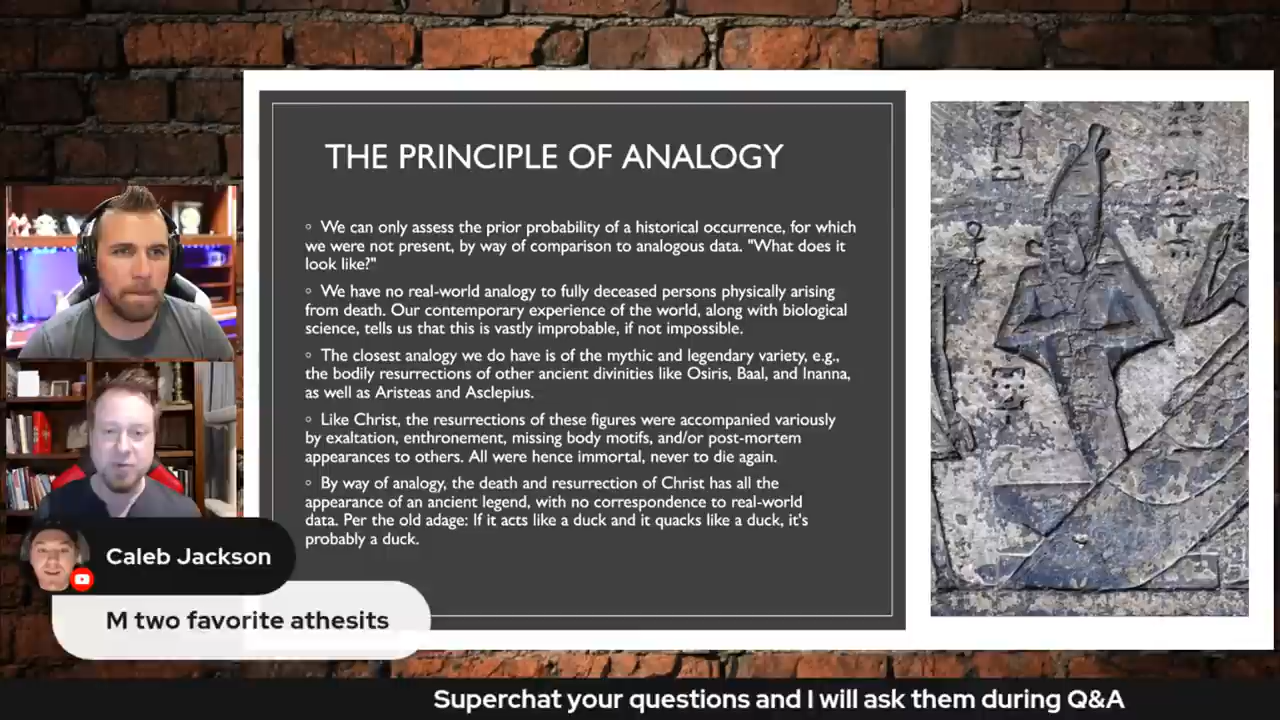 THE PRINCIPLE OF ANALOGY
◦ We can only assess the prior probability of a historical occurrence, for which
we were not present, by way of comparison to analogous data. "What does it
look like?"
◦ We have no real-world analogy to fully deceased persons physically arising
from death. Our contemporary experience of the world, along with biological
science, tells us that this is vastly improbable, if not impossible.
◦ The closest analogy we do have is of the mythic and legendary variety, e.g.,
the bodily resurrections of other ancient divinities like Osiris, Baal, and Inanna,
as well as Aristeas and Asclepius.
◦ Like Christ, the resurrections of these figures were accompanied variously
by exaltation, enthronement, missing body motifs, and/or post-mortem
appearances to others. All were hence immortal, never to die again.
◦ By way of analogy, the death and resurrection of Christ has all the
appearance of an ancient legend, with no correspondence to real-world
data. Per the old adage: If it acts like a duck and it quacks like a duck, it's
probably a duck.
Caleb Jackson
M two favorite athesits
Superchat your questions and I will ask them during Q&A